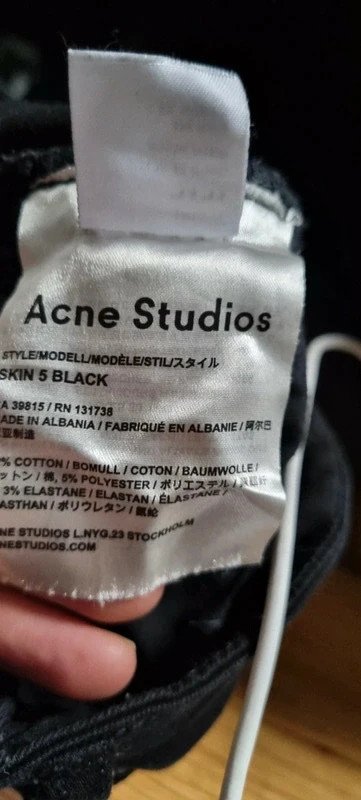 Acne Studios
STYLE/MODELL/MODÈLE/STIL/スタイル
SKIN 5 BLACK
A 39815 / RN 131738
ADE IN ALBANIA / FABRIQUÉ EN ALBANIE / 阿尔巴
亚制造
% COTTON / BOMULL / COTON / BAUMWOLLE /
ットン / 棉, 5% POLYESTER / ポリエステル /
3% ELASTANE / ELASTAN / ÉLASTANE /
ASTHAN / ポリウレタン / 氨纶
NE STUDIOS L.NYG.23 STOCKHOLM
NESTUDIOS.COM